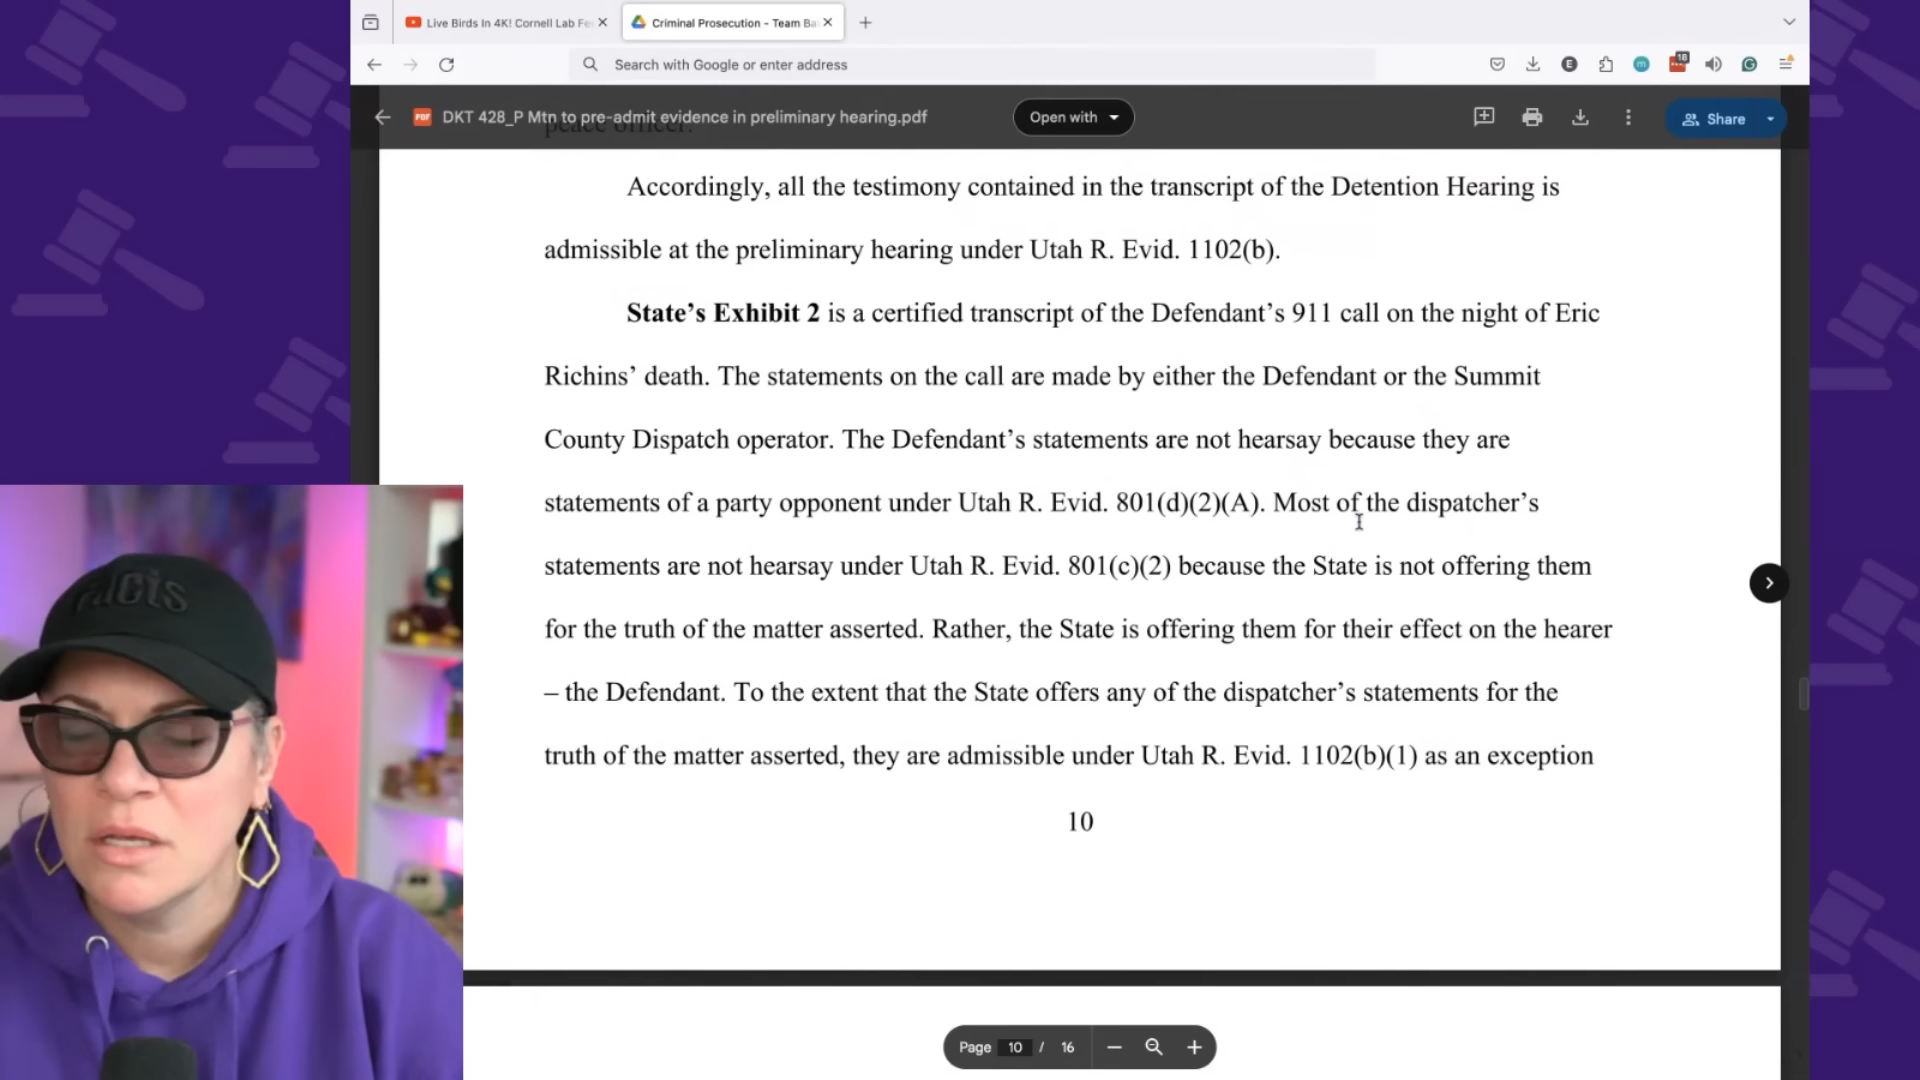 Live Birds In 4K! Cornell Lab Fe
Criminal Prosecution - Team Ba
Search with Google or enter address
18
PDF
DKT 428_P Mtn to pre-admit evidence in preliminary hearing.pdf
Open with
Share
peace officer.
Accordingly, all the testimony contained in the transcript of the Detention Hearing is
admissible at the preliminary hearing under Utah R. Evid. 1102(b).
State's Exhibit 2 is a certified transcript of the Defendant's 911 call on the night of Eric
Richins' death. The statements on the call are made by either the Defendant or the Summit
County Dispatch operator. The Defendant's statements are not hearsay because they are
statements of a party opponent under Utah R. Evid. 801(d)(2)(A). Most of the dispatcher's
statements are not hearsay under Utah R. Evid. 801(c)(2) because the State is not offering them
for the truth of the matter asserted. Rather, the State is offering them for their effect on the hearer
– the Defendant. To the extent that the State offers any of the dispatcher's statements for the
truth of the matter asserted, they are admissible under Utah R. Evid. 1102(b)(1) as an exception
10
Page 10 / 16
facts